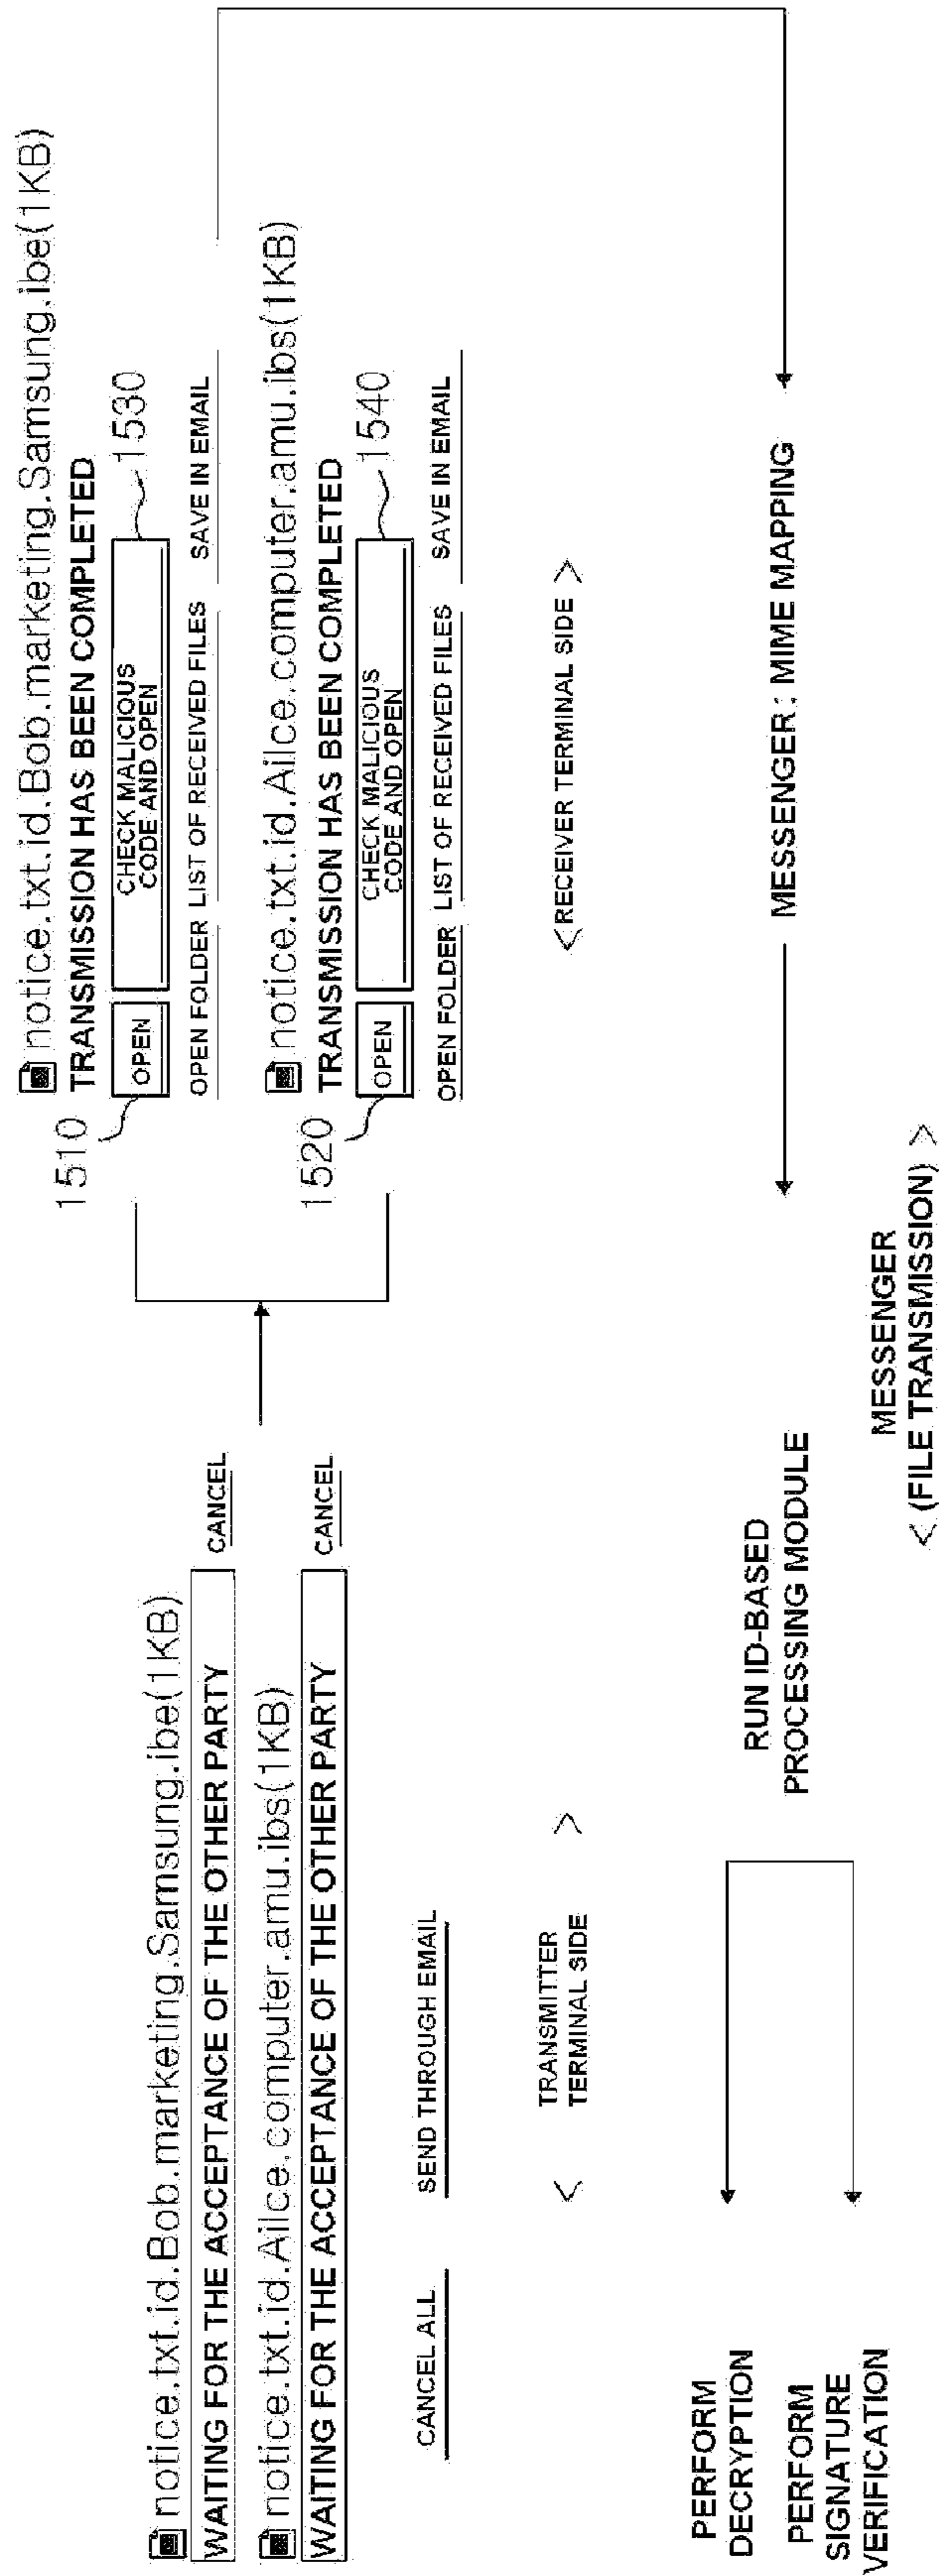 notice.txt.id.Bob.marketing.Samsung.ibe(1KB)
WAITING FOR THE ACCEPTANCE OF THE OTHER PARTY
CANCEL
notice.txt.id.Ailce.computer.amu.ibs(1KB)
WAITING FOR THE ACCEPTANCE OF THE OTHER PARTY
CANCEL
CANCEL ALL
SEND THROUGH EMAIL
< TRANSMITTER
TERMINAL SIDE >
notice.txt.id.Bob.marketing.Samsung.ibe(1KB)
TRANSMISSION HAS BEEN COMPLETED
1510
OPEN
CHECK MALICIOUS
CODE AND OPEN
1530
OPEN FOLDER
LIST OF RECEIVED FILES
SAVE IN EMAIL
notice.txt.id.Ailce.computer.amu.ibs(1KB)
TRANSMISSION HAS BEEN COMPLETED
1520
OPEN
CHECK MALICIOUS
CODE AND OPEN
1540
OPEN FOLDER
LIST OF RECEIVED FILES
SAVE IN EMAIL
<RECEIVER TERMINAL SIDE >
MESSENGER : MIME MAPPING
RUN ID-BASED
PROCESSING MODULE
PERFORM
DECRYPTION
PERFORM
SIGNATURE
VERIFICATION
MESSENGER
< (FILE TRANSMISSION) >